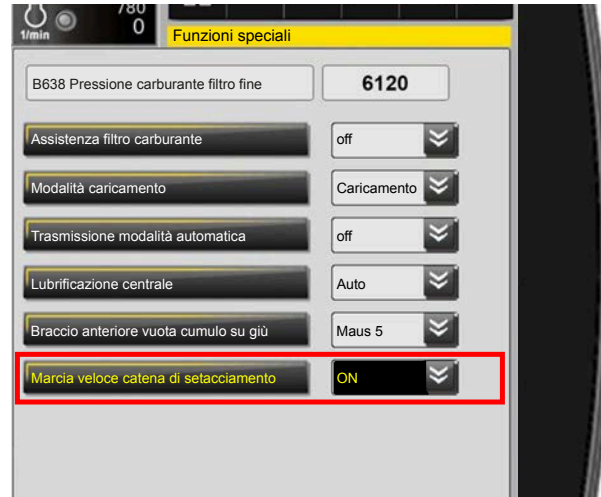 780
1/min 0
Funzioni speciali
B638 Pressione carburante filtro fine 6120
Assistenza filtro carburante off
Modalità caricamento Caricamento
Trasmissione modalità automatica off
Lubrificazione centrale Auto
Braccio anteriore vuota cumulo su giù Maus 5
Marcia veloce catena di setacciamento ON